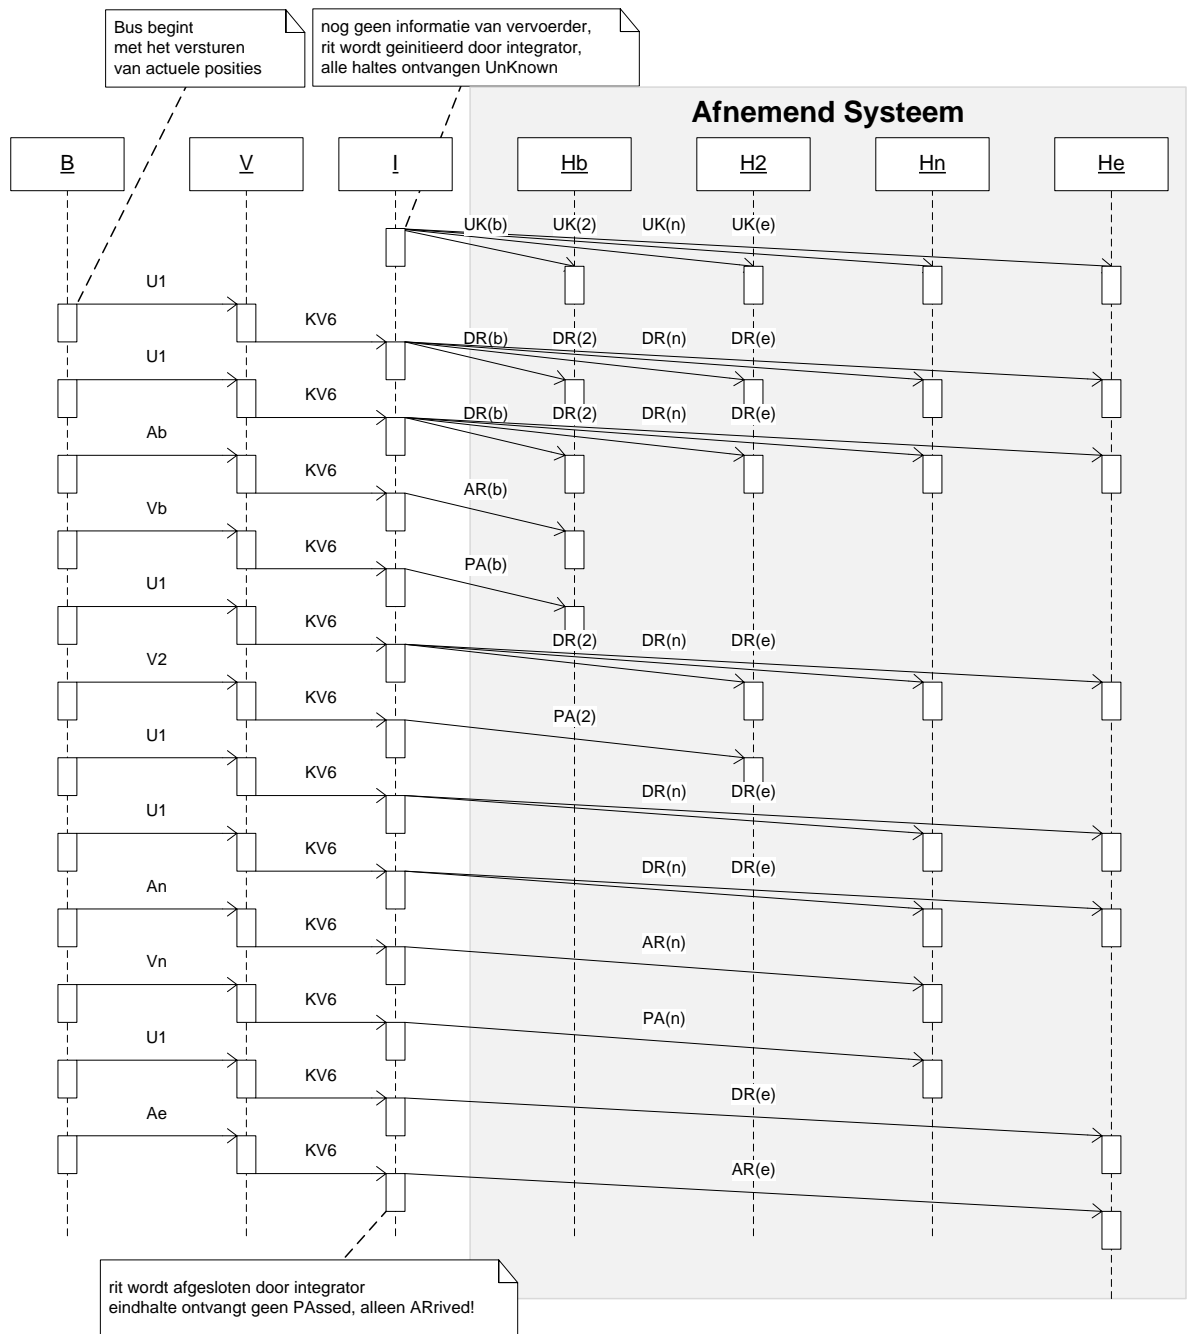 Bus begint
met het versturen
van actuele posities
nog geen informatie van vervoerder,
rit wordt geinitieerd door integrator,
alle haltes ontvangen UnKnown
Afnemend Systeem
B V I Hb H2 Hn He
UK(b) UK(2) UK(n) UK(e)
U1
KV6
DR(b) DR(2) DR(n) DR(e)
U1
KV6
DR(b) DR(2) DR(n) DR(e)
Ab
KV6
AR(b)
Vb
KV6
PA(b)
U1
KV6
DR(2) DR(n) DR(e)
V2
KV6
PA(2)
U1
KV6
DR(n) DR(e)
U1
KV6
DR(n) DR(e)
An
KV6
AR(n)
Vn
KV6
PA(n)
U1
KV6
DR(e)
Ae
KV6
AR(e)
rit wordt afgesloten door integrator
eindhalte ontvangt geen PAssed, alleen ARrived!